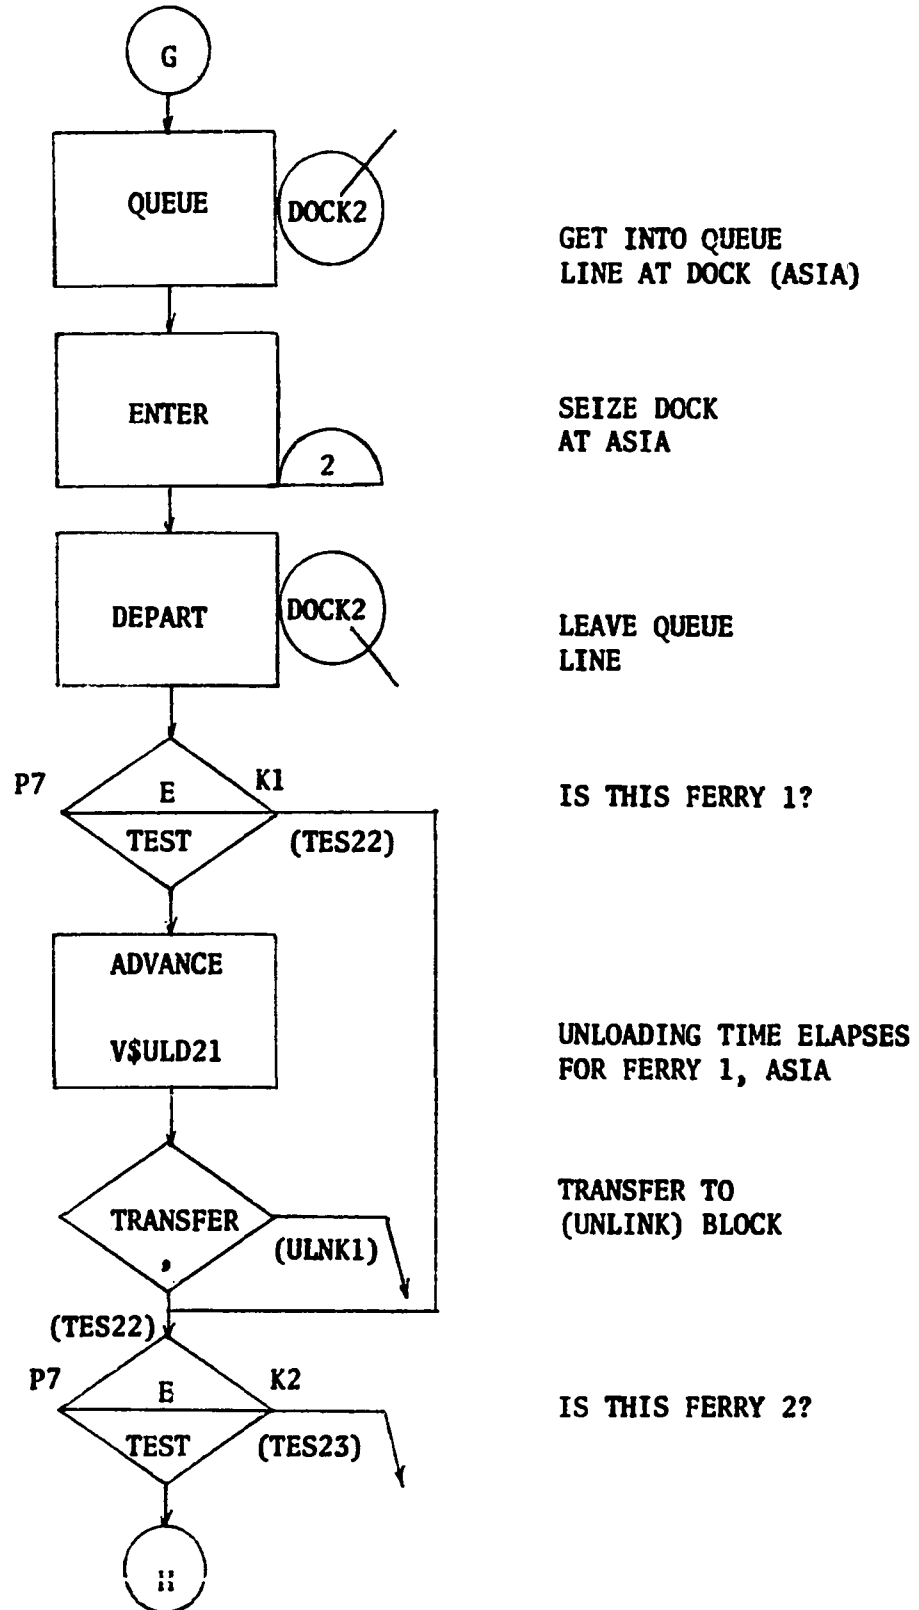 G
QUEUE
DOCK2
GET INTO QUEUE
LINE AT DOCK (ASIA)
ENTER
2
SEIZE DOCK
AT ASIA
DEPART
DOCK2
LEAVE QUEUE
LINE
P7
E
K1
TEST
(TES22)
IS THIS FERRY 1?
ADVANCE
V$ULD21
UNLOADING TIME ELAPSES
FOR FERRY 1, ASIA
TRANSFER
,
(ULNK1)
TRANSFER TO
(UNLINK) BLOCK
(TES22)
P7
E
K2
TEST
(TES23)
IS THIS FERRY 2?
H